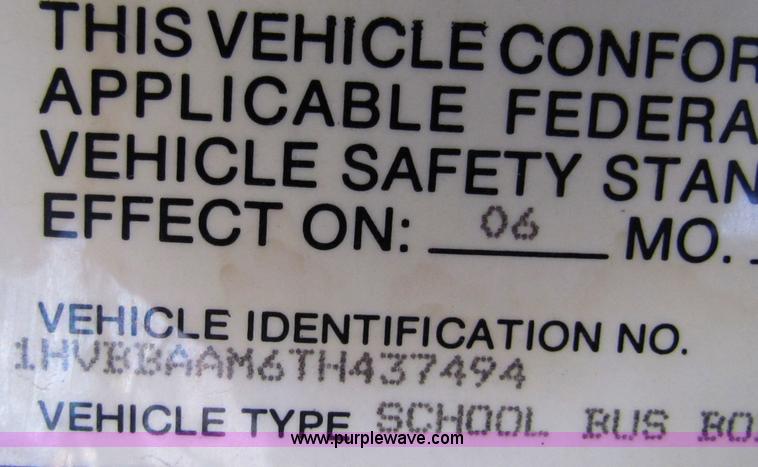 THIS VEHICLE CONFOR
APPLICABLE FEDERA
VEHICLE SAFETY STAN
EFFECT ON: 06 MO.
VEHICLE IDENTIFICATION NO.
1HVBBAAM6TH437494
VEHICLE TYPE SCHOOL BUS BO
www.purplewave.com